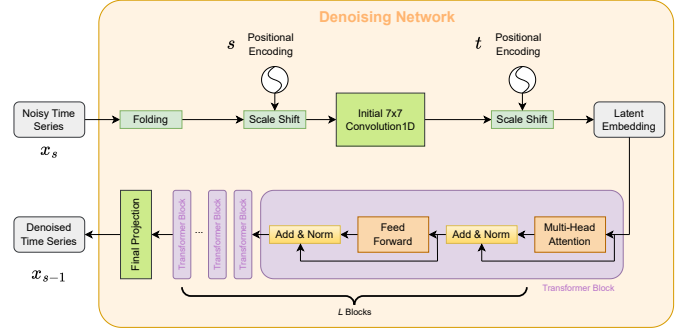 Denoising Network
s
Positional
Encoding
t
Positional
Encoding
Noisy Time
Series
Folding
Scale Shift
Initial 7x7
Convolution1D
Scale Shift
Latent
Embedding
x_s
Denoised
Time Series
Final Projection
Transformer Block
...
Transformer Block
Transformer Block
Add & Norm
Feed
Forward
Add & Norm
Multi-Head
Attention
x_{s-1}
Transformer Block
L Blocks